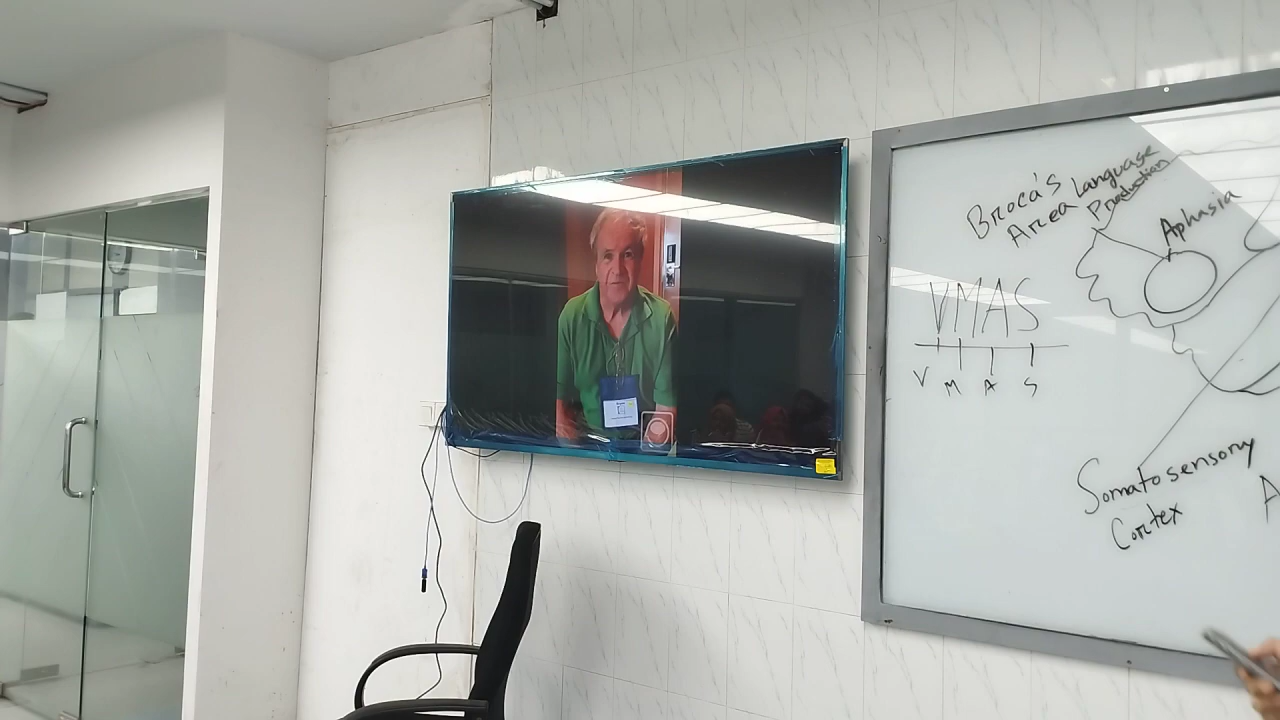 Broca's
Area
Language
Production
Aphasia
VMAS
V M A S
Somatosensory
Cortex
A